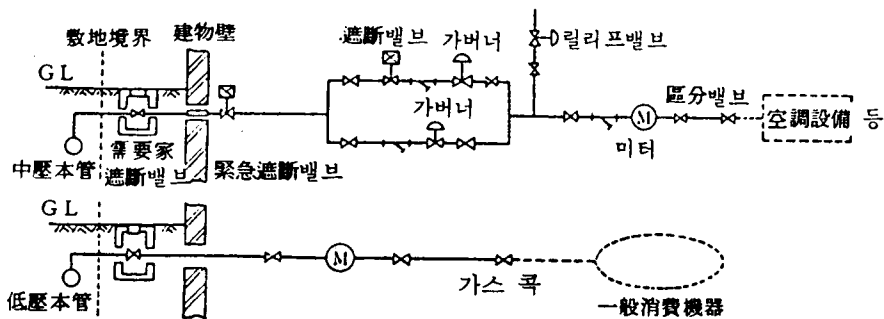 敷地境界
建物壁
GL
遮斷밸브
가버너
릴리프밸브
가버너
區分밸브
M
空調設備 등
미터
中壓本管
需要家
遮斷밸브
緊急遮斷밸브
GL
M
가스 콕
低壓本管
一般消費機器